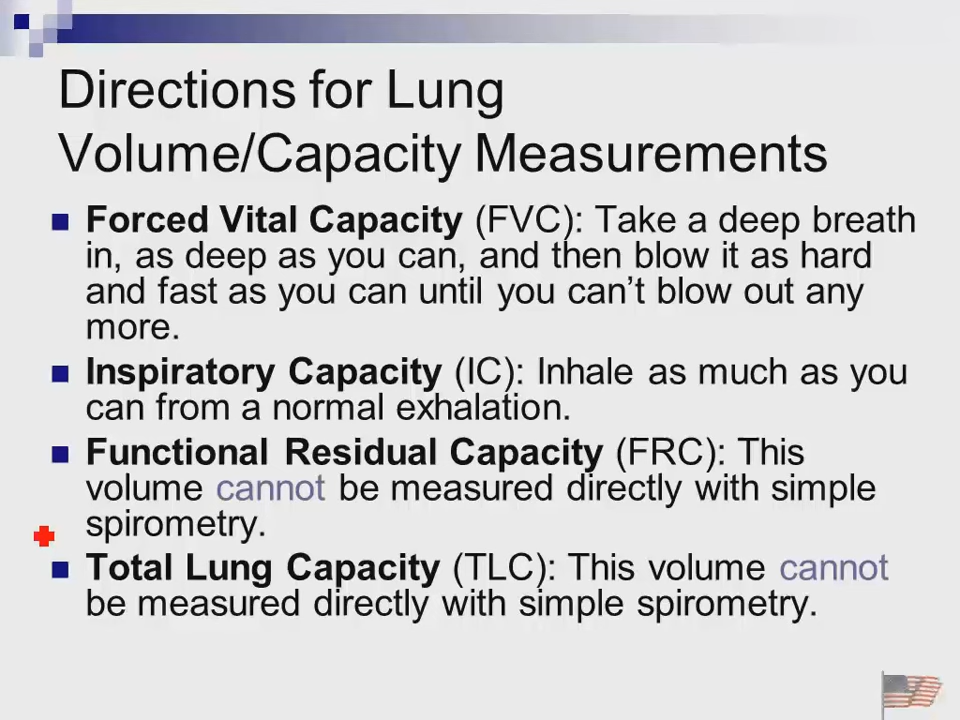 Directions for Lung
Volume/Capacity Measurements
Forced Vital Capacity (FVC): Take a deep breath
in, as deep as you can, and then blow it as hard
and fast as you can until you can’t blow out any
more.
Inspiratory Capacity (IC): Inhale as much as you
can from a normal exhalation.
Functional Residual Capacity (FRC): This
volume cannot be measured directly with simple
spirometry.
Total Lung Capacity (TLC): This volume cannot
be measured directly with simple spirometry.